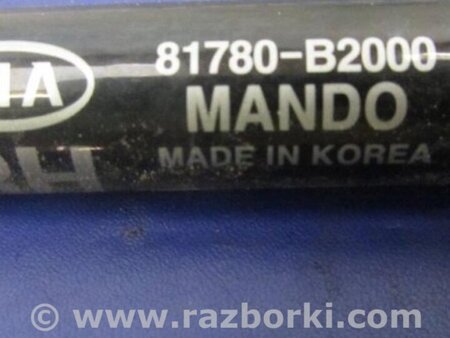 81780-B2000
MANDO
MADE IN KOREA
© www.razborki.com